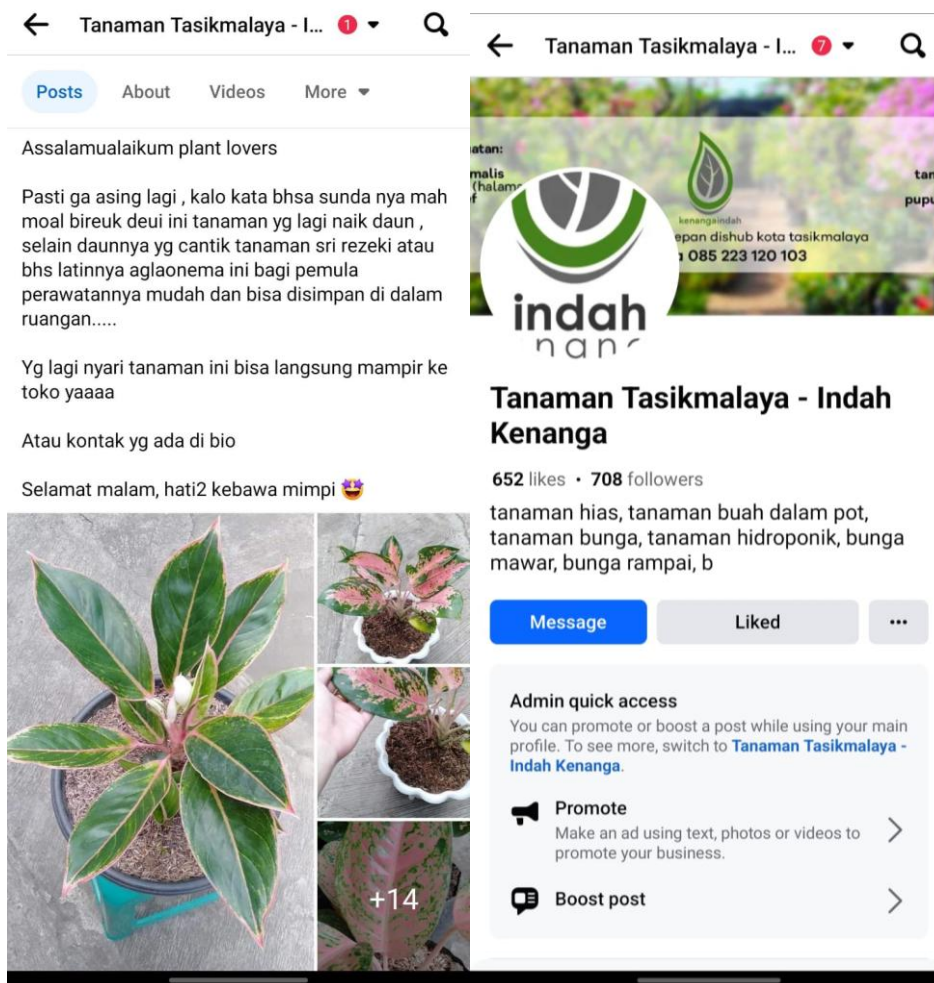 Tanaman Tasikmalaya - I... 1
Posts About Videos More
Assalamualaikum plant lovers
Pasti ga asing lagi , kalo kata bhsa sunda nya mah
moal bireuk deui ini tanaman yg lagi naik daun ,
selain daunnya yg cantik tanaman sri rezeki atau
bhs latinnya aglaonema ini bagi pemula
perawatannya mudah dan bisa disimpan di dalam
ruangan.....
Yg lagi nyari tanaman ini bisa langsung mampir ke
toko yaaaa
Atau kontak yg ada di bio
Selamat malam, hati2 kebawa mimpi 🤩
+14
Tanaman Tasikmalaya - I... 7
atan:
malis
(halama
kenangaindah
epan dishub kota tasikmalaya
085 223 120 103
tan
pupu
indah
Tanaman Tasikmalaya - Indah
Kenanga
652 likes • 708 followers
tanaman hias, tanaman buah dalam pot,
tanaman bunga, tanaman hidroponik, bunga
mawar, bunga rampai, b
Message Liked ...
Admin quick access
You can promote or boost a post while using your main
profile. To see more, switch to Tanaman Tasikmalaya -
Indah Kenanga.
Promote
Make an ad using text, photos or videos to
promote your business.
Boost post